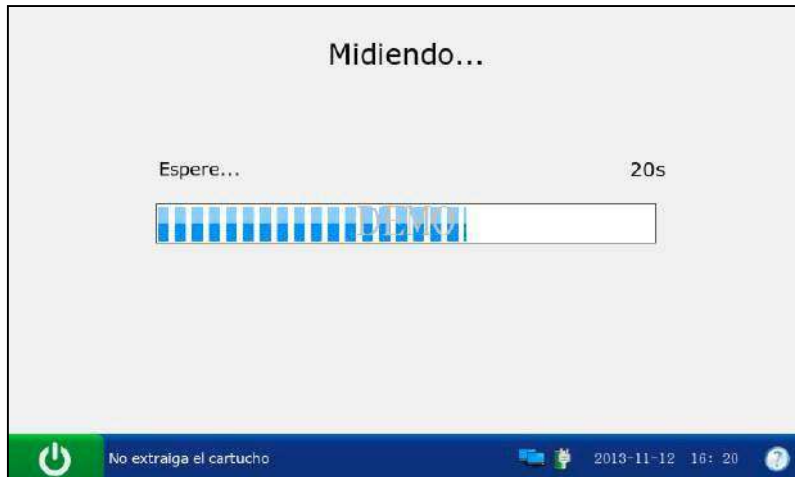 Midiendo...
Espere... 20s
DEMO
No extraiga el cartucho 2013-11-12 16: 20 ?